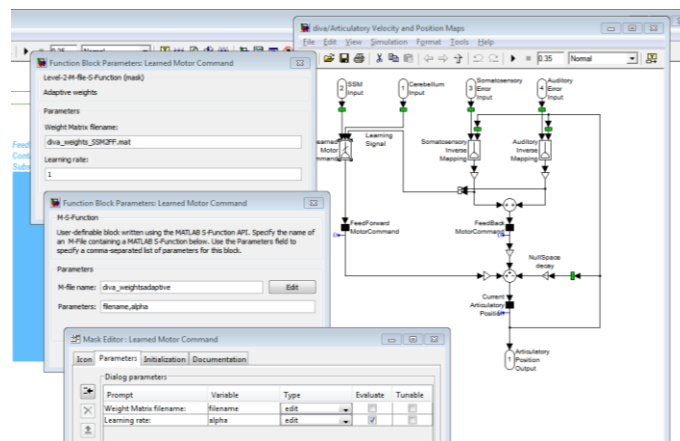 diva/Articulatory Velocity and Position Maps
File Edit View Simulation Format Tools Help
0.35 Normal
Function Block Parameters: Learned Motor Command
Level-2-M-file-S-Function (mask)
Adaptive weights
Parameters
Weight Matrix filename:
diva_weights_SSM2FF.mat
Learning rate:
1
Function Block Parameters: Learned Motor Command
M-S-Function
User-definable block written using the MATLAB S-Function API. Specify the name of
an M-File containing a MATLAB S-Function below. Use the Parameters field to
specify a comma-separated list of parameters for this block.
Parameters
M-file name: diva_weightsadaptive Edit
Parameters: filename,alpha
Mask Editor : Learned Motor Command
Icon Parameters Initialization Documentation
Dialog parameters
Prompt Variable Type Evaluate Tunable
Weight Matrix filename: filename edit
Learning rate: alpha edit
2 SSM
Input
1 Cerebellum
Input
3 Somatosensory
Error
Input
4 Auditory
Error
Input
Learning
Signal
Motor
Somatosensory
Inverse
Mapping
Auditory
Inverse
Mapping
FeedForward
MotorCommand
FeedBack
MotorCommand
NullSpace
decay
Current
Articulatory
Position
1 Articulatory
Position
Output